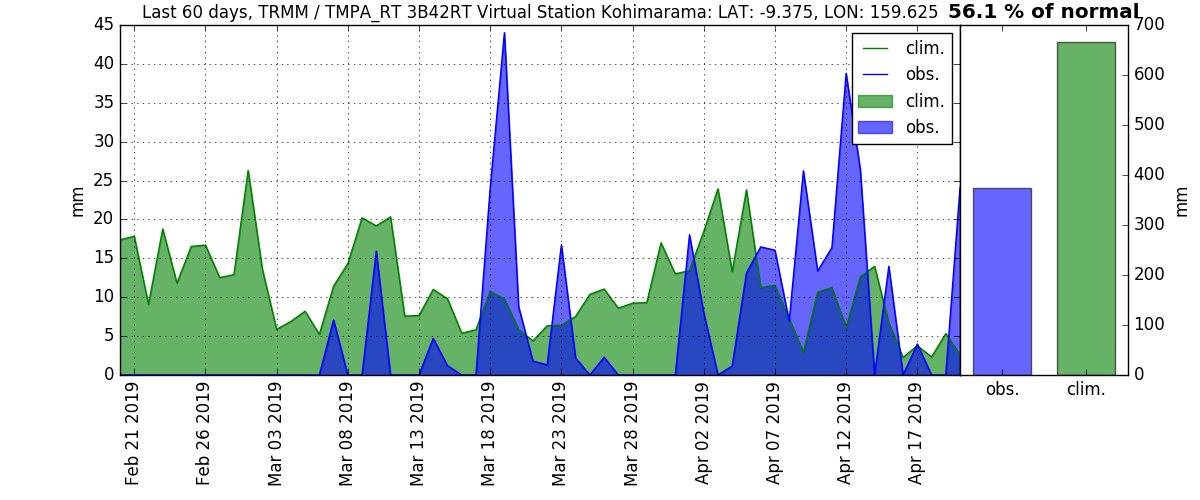 Last 60 days, TRMM / TMPA_RT 3B42RT Virtual Station Kohimarama: LAT: -9.375, LON: 159.625
56.1 % of normal
45
40
35
30
25
20
15
10
5
0
mm
clim.
obs.
clim.
obs.
700
600
500
400
300
200
100
0
mm
Feb 21 2019
Feb 26 2019
Mar 03 2019
Mar 08 2019
Mar 13 2019
Mar 18 2019
Mar 23 2019
Mar 28 2019
Apr 02 2019
Apr 07 2019
Apr 12 2019
Apr 17 2019
obs.
clim.